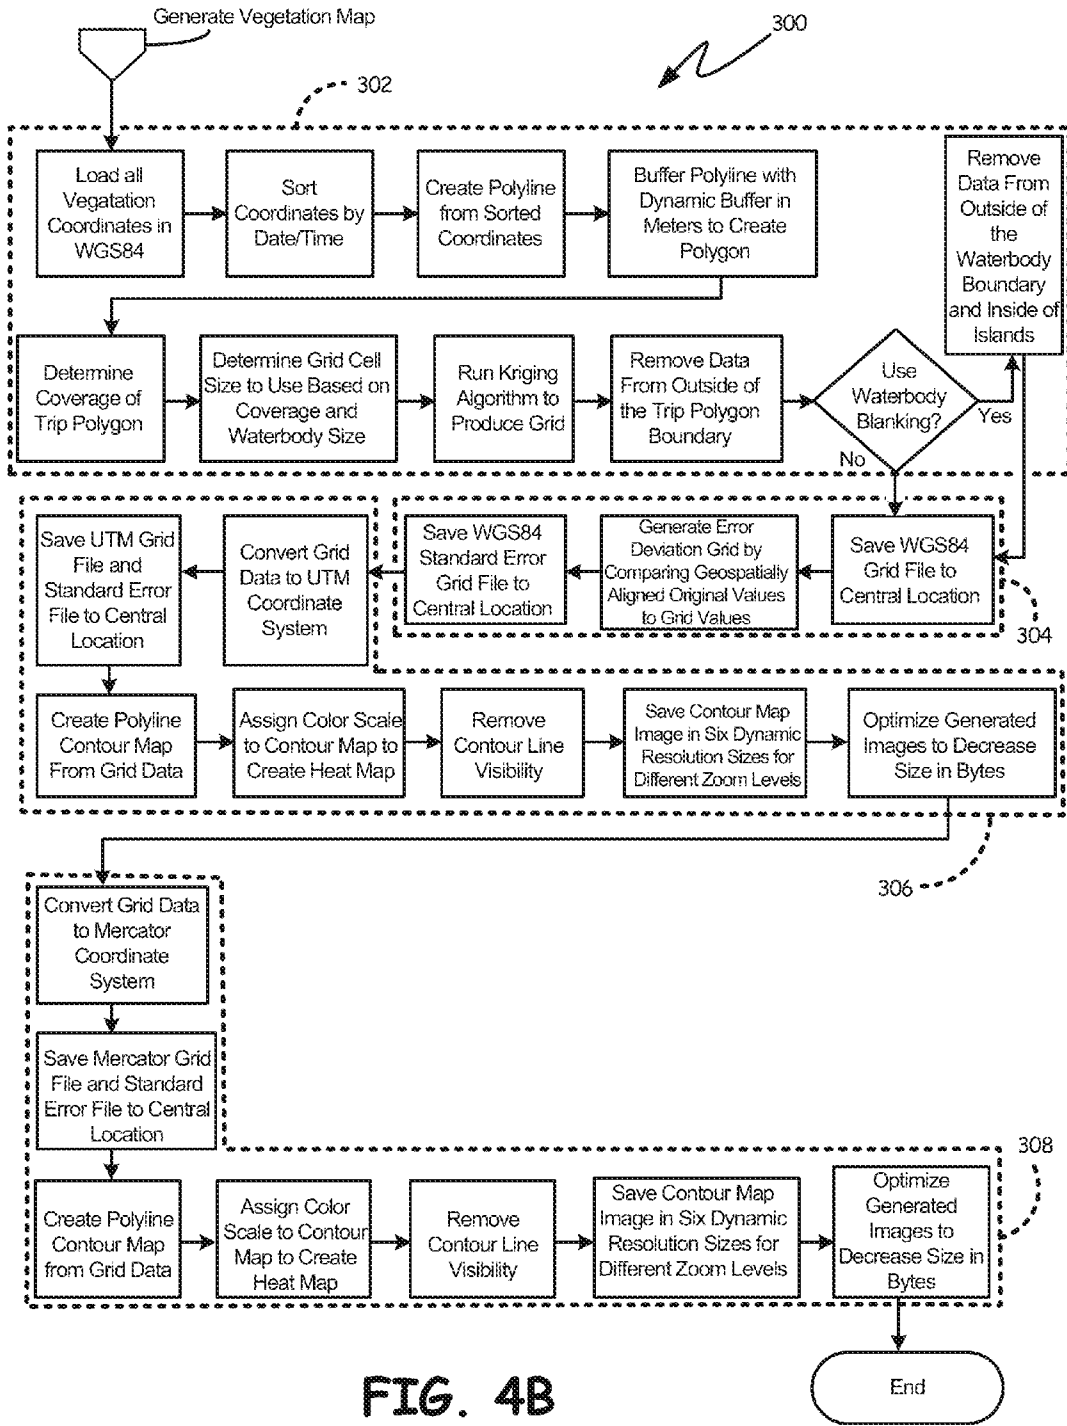 Generate Vegetation Map
300
302
Load all
Vegatation
Coordinates in
WGS84
Sort
Coordinates by
Date/Time
Create Polyline
from Sorted
Coordinates
Buffer Polyline with
Dynamic Buffer in
Meters to Create
Polygon
Remove
Data From
Outside of
the
Waterbody
Boundary
and Inside of
Islands
Determine
Coverage of
Trip Polygon
Determine Grid Cell
Size to Use Based on
Coverage and
Waterbody Size
Run Kriging
Algorithm to
Produce Grid
Remove Data
From Outside of
the Trip Polygon
Boundary
Use
Waterbody
Blanking?
Yes
No
Save WGS84
Grid File to
Central Location
Generate Error
Deviation Grid by
Comparing Geospatially
Aligned Original Values
to Grid Values
Save WGS84
Standard Error
Grid File to
Central Location
304
Convert Grid
Data to UTM
Coordinate
System
Save UTM Grid
File and
Standard Error
File to Central
Location
Create Polyline
Contour Map
From Grid Data
Assign Color Scale
to Contour Map to
Create Heat Map
Remove
Contour Line
Visibility
Save Contour Map
Image in Six Dynamic
Resolution Sizes for
Different Zoom Levels
Optimize Generated
Images to Decrease
Size in Bytes
306
Convert Grid Data
to Mercator
Coordinate
System
Save Mercator Grid
File and Standard
Error File to Central
Location
308
Create Polyline
Contour Map
from Grid Data
Assign Color
Scale to Contour
Map to Create
Heat Map
Remove
Contour Line
Visibility
Save Contour Map
Image in Six Dynamic
Resolution Sizes for
Different Zoom Levels
Optimize
Generated
Images to
Decrease Size in
Bytes
End
FIG. 4B